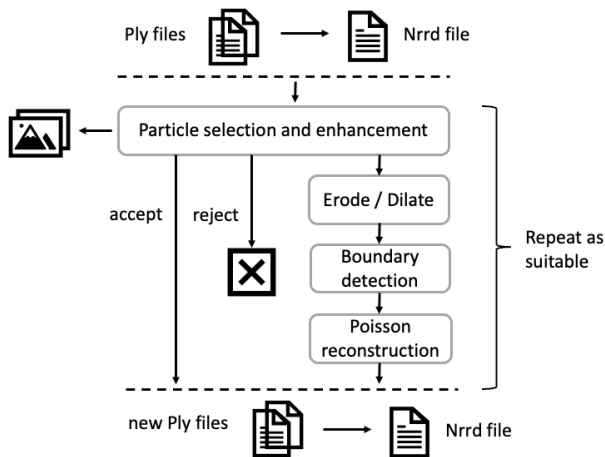 Ply files
Nrrd file
Particle selection and enhancement
accept
reject
Erode / Dilate
Boundary
detection
Poisson
reconstruction
Repeat as
suitable
new Ply files
Nrrd file